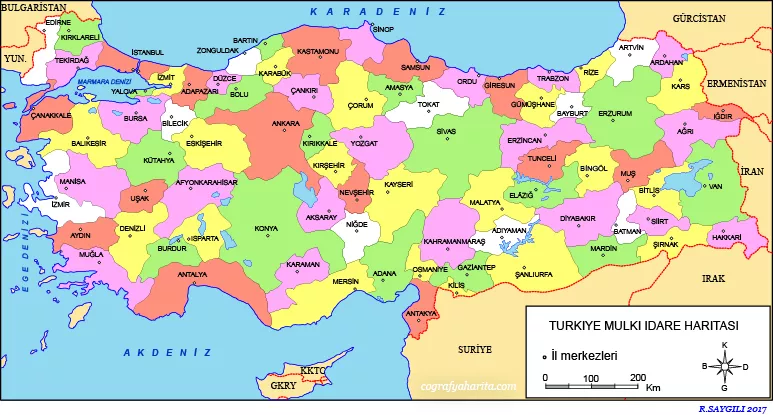 BULGARİSTAN
K A R A D E N İ Z
GÜRCİSTAN
EDİRNE
KIRKLARELİ
SİNOP
BARTIN
KASTAMONU
ZONGULDAK
ARTVİN
YUN.
TEKİRDAĞ
İSTANBUL
ARDAHAN
SAMSUN
KARABÜK
RİZE
DÜZCE
TRABZON
ORDU
MARMARA DENİZİ
İZMİT
GİRESUN
KARS
ERMENİSTAN
YALOVA
ADAPAZARI
BOLU
ÇANKIRI
AMASYA
ÇORUM
TOKAT
GÜMÜŞHANE
BAYBURT
ERZURUM
ÇANAKKALE
BURSA
BİLECİK
ANKARA
IĞDIR
SİVAS
AĞRI
BALIKESİR
ESKİŞEHİR
KIRIKKALE
YOZGAT
ERZİNCAN
KÜTAHYA
TUNCELİ
KIRŞEHİR
BİNGÖL
MUŞ
İRAN
MANİSA
AFYONKARAHİSAR
NEVŞEHİR
KAYSERİ
BİTLİS
VAN
UŞAK
ELAZIĞ
İZMİR
MALATYA
AKSARAY
DİYABAKIR
SİİRT
AYDIN
DENİZLİ
KONYA
NİĞDE
ADIYAMAN
BATMAN
HAKKARİ
ISPARTA
BURDUR
KAHRAMANMARAŞ
ŞIRNAK
MARDİN
MUĞLA
KARAMAN
OSMANİYE
GAZİANTEP
ŞANLIURFA
ANTALYA
ADANA
MERSİN
KİLİS
E G E D E N İ Z İ
IRAK
ANTAKYA
TURKIYE MULKI IDARE HARITASI
SURİYE
A K D E N İ Z
İl merkezleri
K
B
D
G
KKTC
GKRY
0 100 200
Km
cografyaharita.com
R.SAYGILI 2017